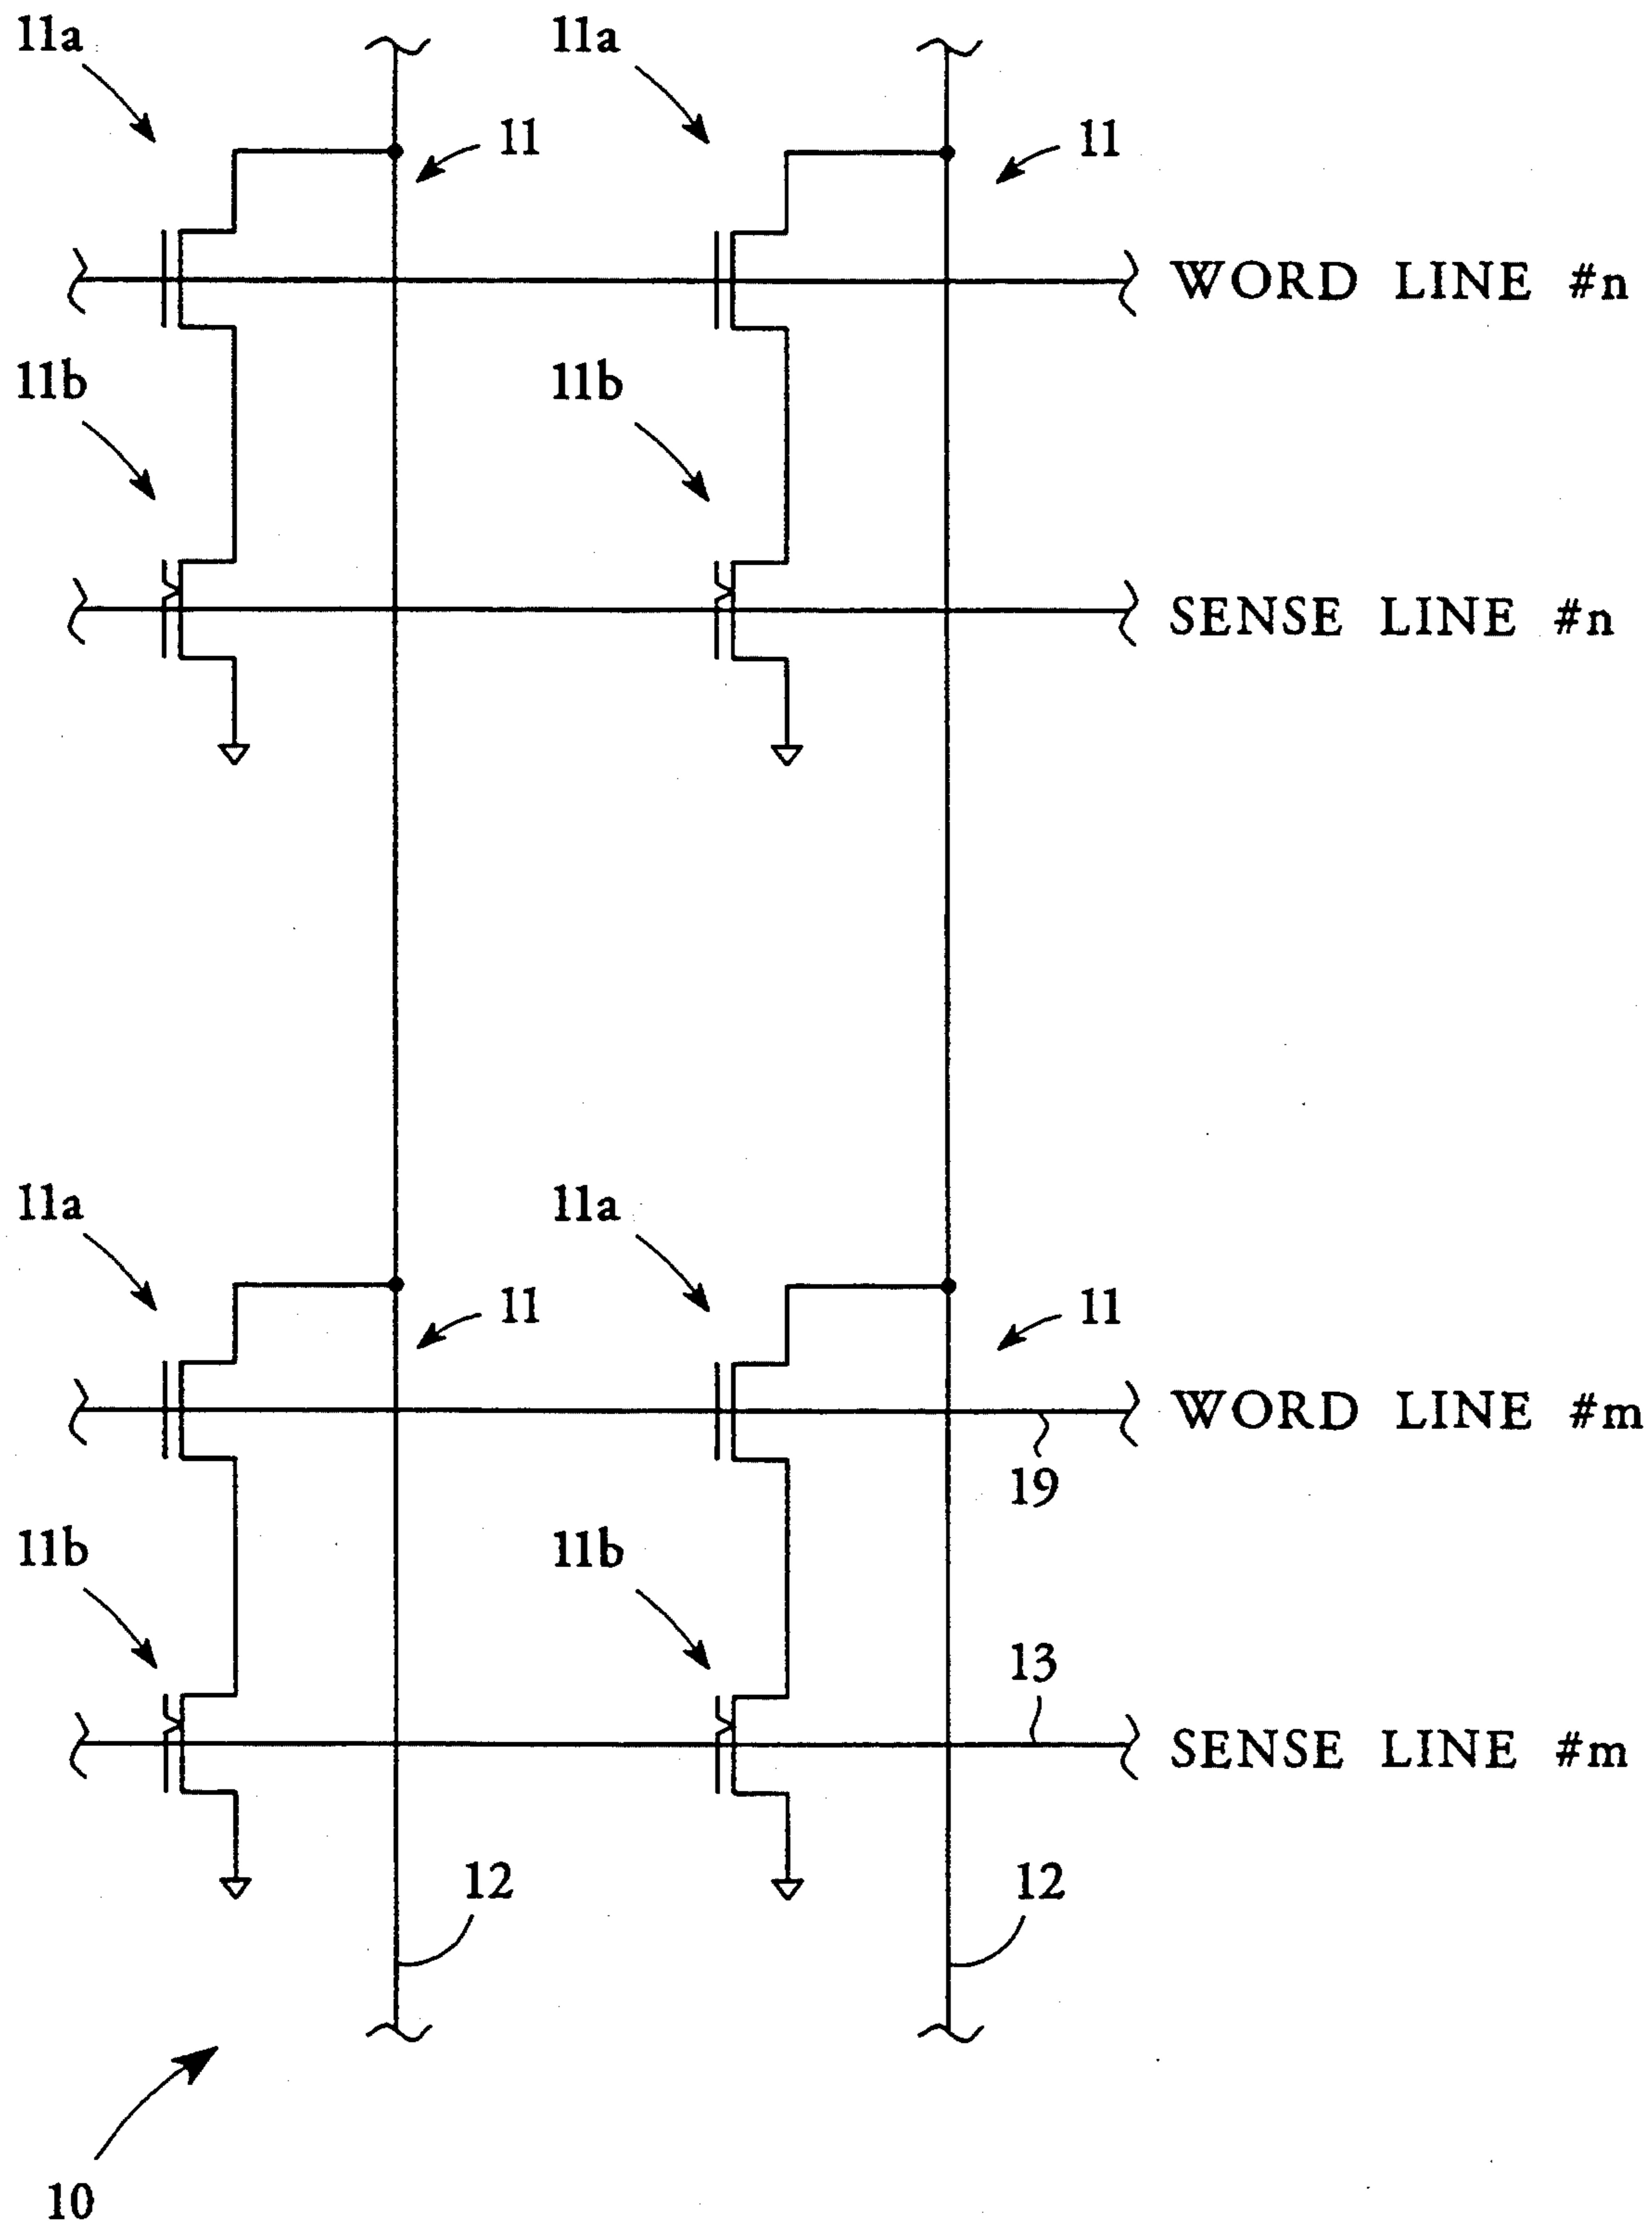 11a 11a
11 11
WORD LINE #n
11b 11b
SENSE LINE #n
11a 11a
11 11
WORD LINE #m
19
11b 11b
13
SENSE LINE #m
12 12
10